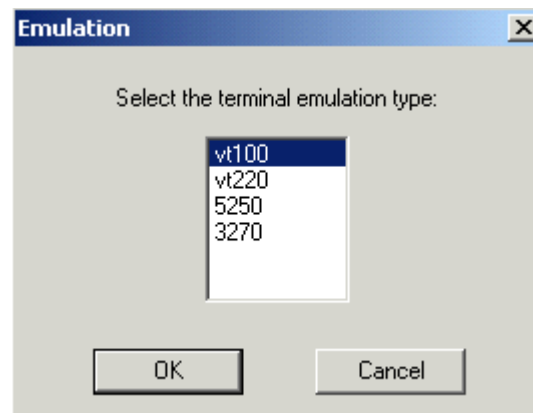 Emulation
Select the terminal emulation type:
vt100
vt220
5250
3270
OK
Cancel